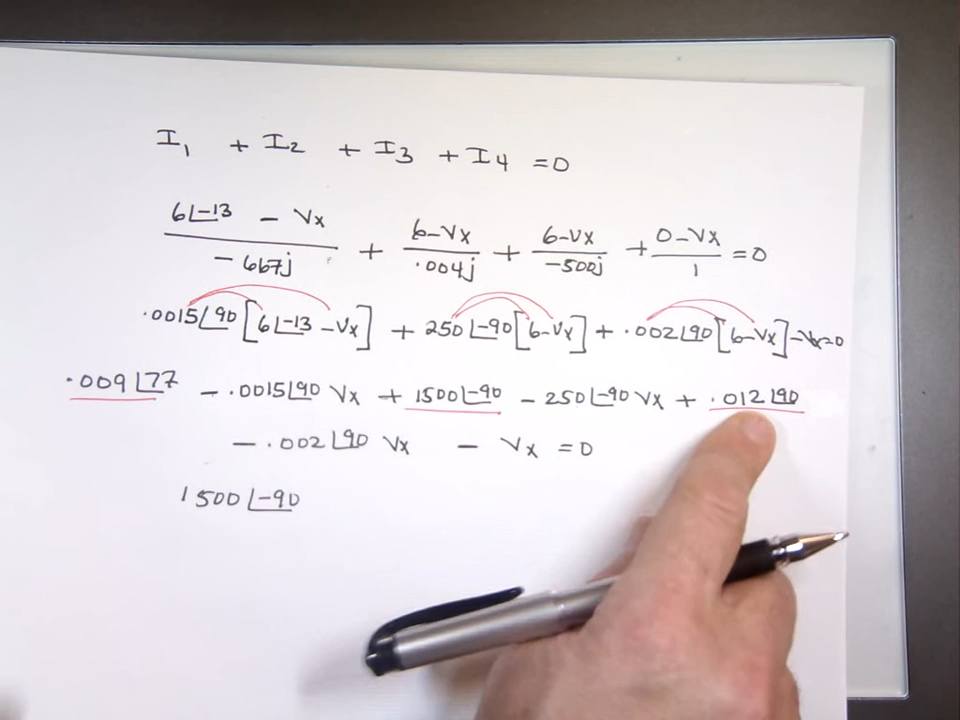 I₁ + I₂ + I₃ + I₄ = 0
6∠-13 - Vx / -667j + 6-Vx / .004j + 6-Vx / -500j + 0-Vx / 1 = 0
.0015∠90 [6∠-13 -Vx] + 250∠-90 [6-Vx] + .002∠90 [6-Vx] -Vx=0
.009∠77 - .0015∠90 Vx + 1500∠-90 - 250∠-90 Vx + .012∠90
- .002∠90 Vx - Vx = 0
1500∠-90